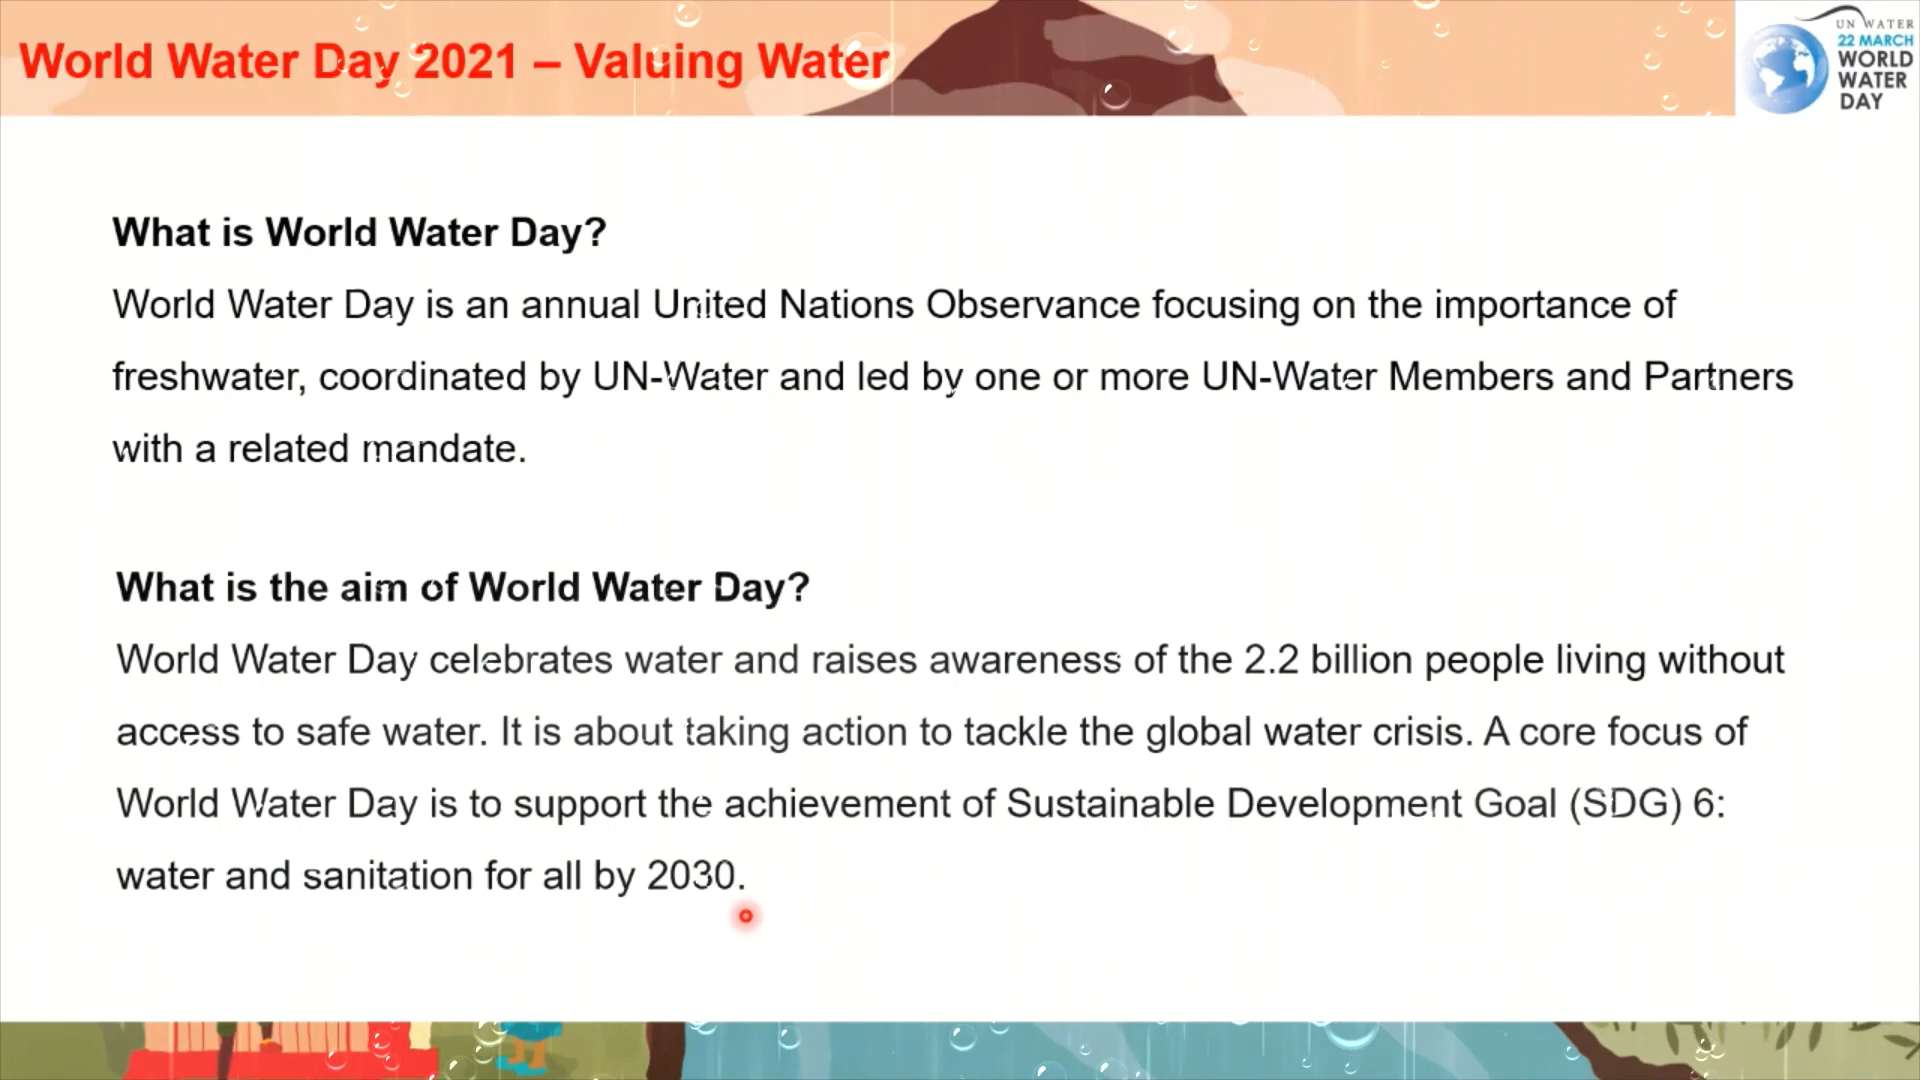 World Water Day 2021 – Valuing Water
UN WATER
22 MARCH
WORLD
WATER
DAY
What is World Water Day?
World Water Day is an annual United Nations Observance focusing on the importance of
freshwater, coordinated by UN-Water and led by one or more UN-Water Members and Partners
with a related mandate.
What is the aim of World Water Day?
World Water Day celebrates water and raises awareness of the 2.2 billion people living without
access to safe water. It is about taking action to tackle the global water crisis. A core focus of
World Water Day is to support the achievement of Sustainable Development Goal (SDG) 6:
water and sanitation for all by 2030.